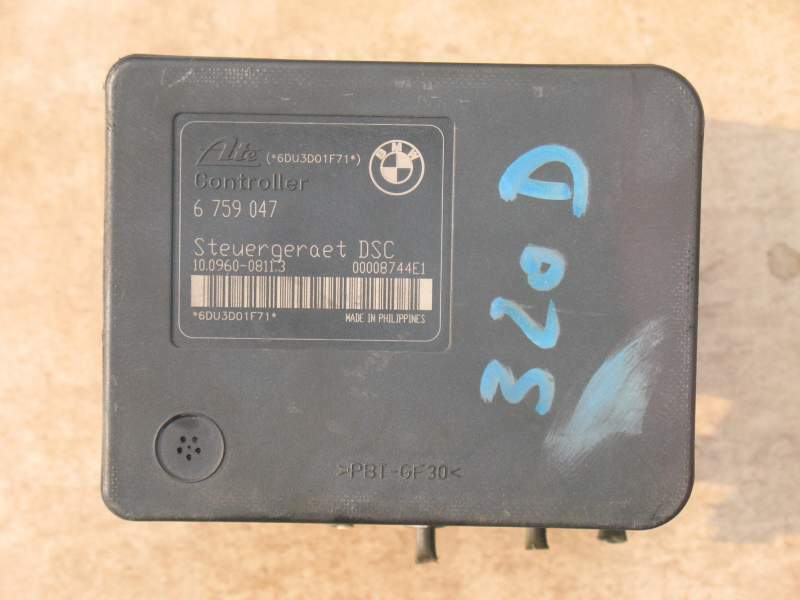 Ate (*6DU3D01F71*)
BMW
Controller
6 759 047
Steuergeraet DSC
10.0960-0811.3 00008744E1
*6DU3D01F71* MADE IN PHILIPPINES
320D
>PBT-GF30<